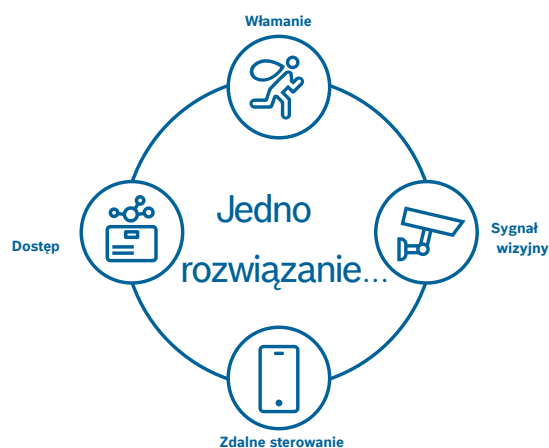 Włamanie
Jedno
rozwiązanie...
Dostęp
Sygnał
wizyjny
Zdalne sterowanie